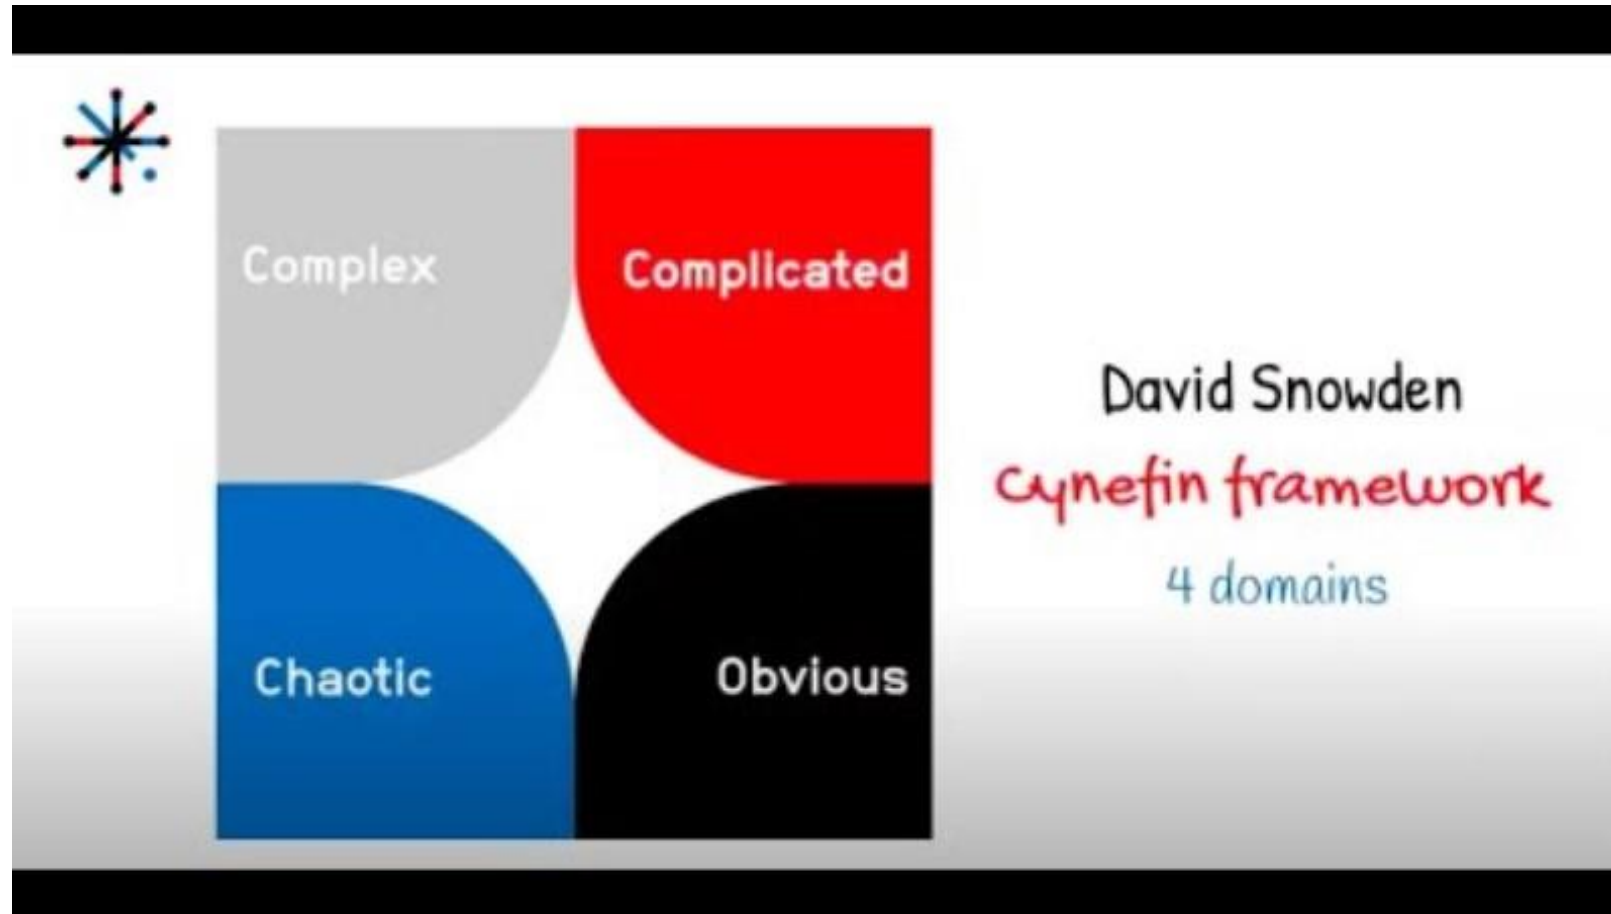 Complex
Complicated
Chaotic
Obvious
David Snowden
Cynefin framework
4 domains